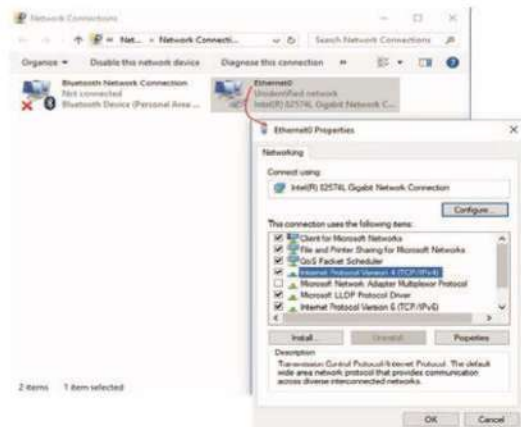 Network Connections
« Net... › Network Connecti...
Search Network Connections
Organize
Disable this network device
Diagnose this connection
»
Bluetooth Network Connection
Not connected
Bluetooth Device (Personal Area ...
Ethernet0
Unidentified network
Intel(R) 82574L Gigabit Network C...
Ethernet0 Properties
Networking
Connect using:
Intel(R) 82574L Gigabit Network Connection
Configure...
This connection uses the following items:
Client for Microsoft Networks
File and Printer Sharing for Microsoft Networks
QoS Packet Scheduler
Internet Protocol Version 4 (TCP/IPv4)
Microsoft Network Adapter Multiplexor Protocol
Microsoft LLDP Protocol Driver
Internet Protocol Version 6 (TCP/IPv6)
Install...
Uninstall
Properties
Description
Transmission Control Protocol/Internet Protocol. The default
wide area network protocol that provides communication
across diverse interconnected networks.
2 items
1 item selected
OK
Cancel